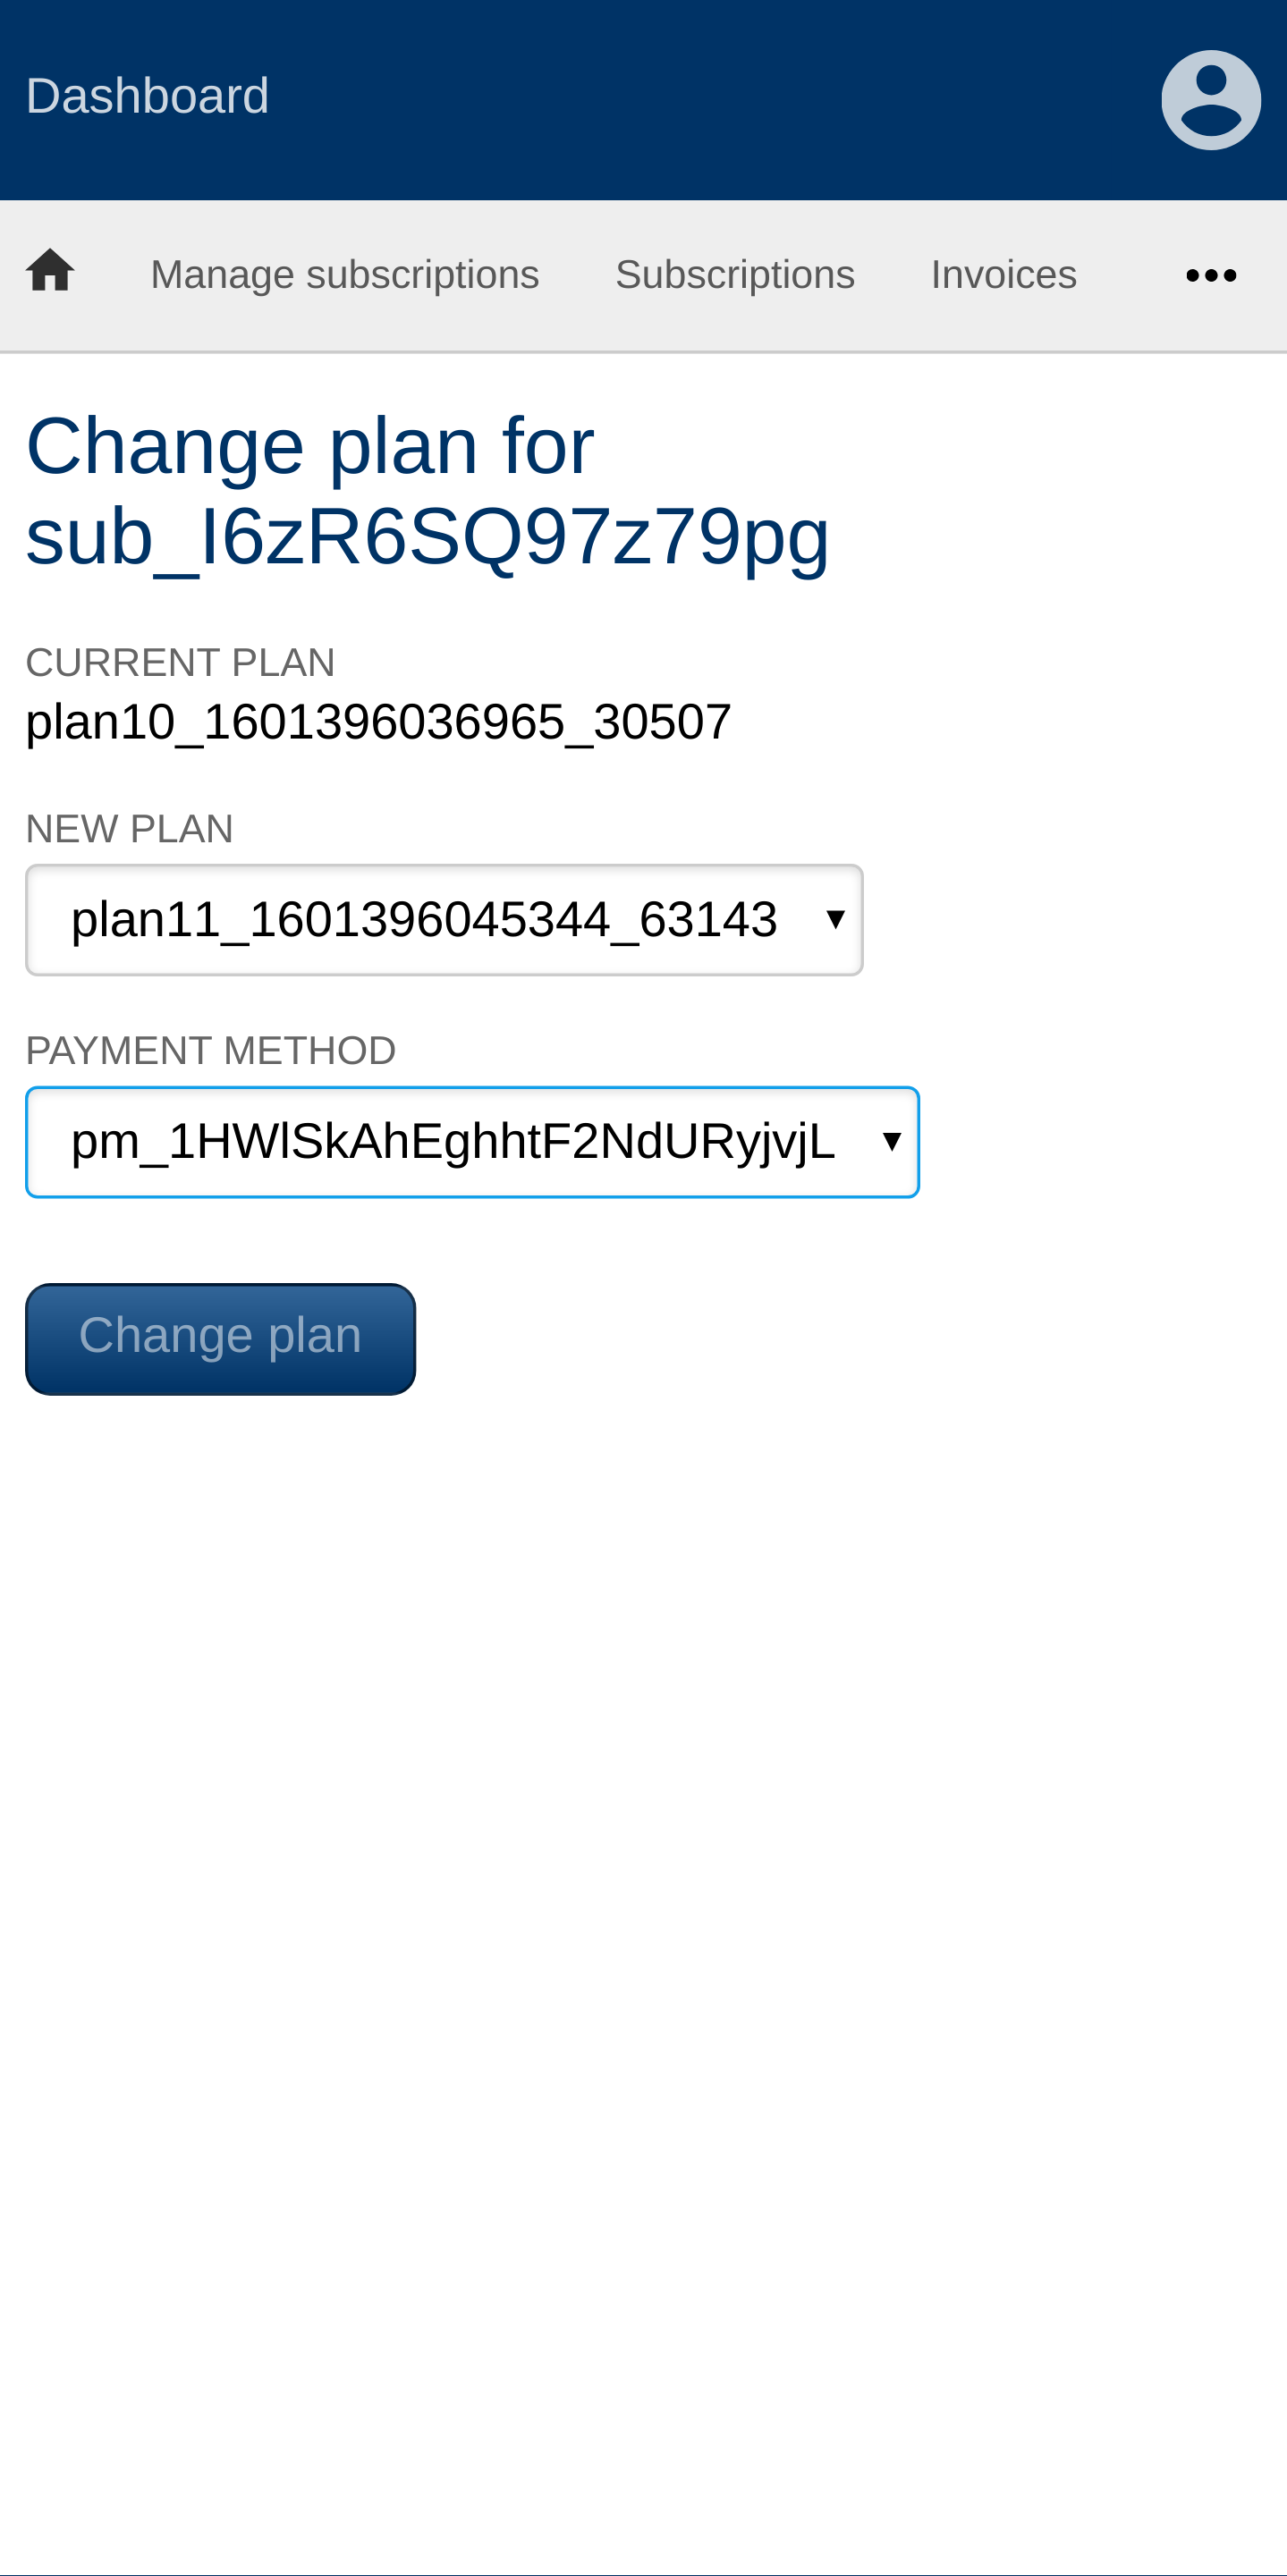 Dashboard
Manage subscriptions Subscriptions Invoices
Change plan for
sub_I6zR6SQ97z79pg
CURRENT PLAN
plan10_1601396036965_30507
NEW PLAN
plan11_1601396045344_63143
PAYMENT METHOD
pm_1HWlSkAhEghhtF2NdURyjvjL
Change plan